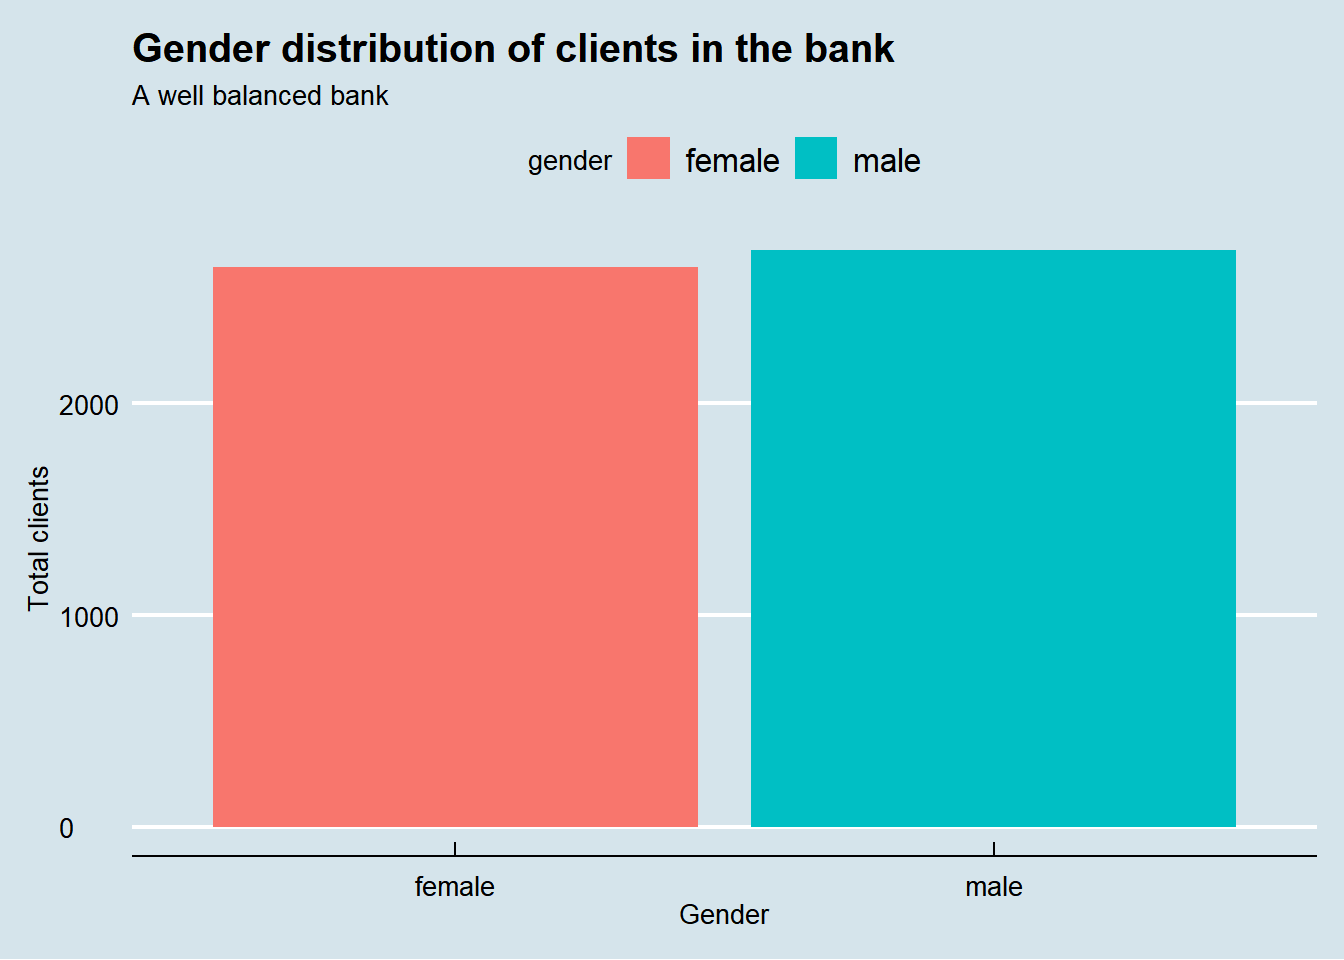 Gender distribution of clients in the bank
A well balanced bank
gender female male
2000
1000
0
Total clients
female male
Gender